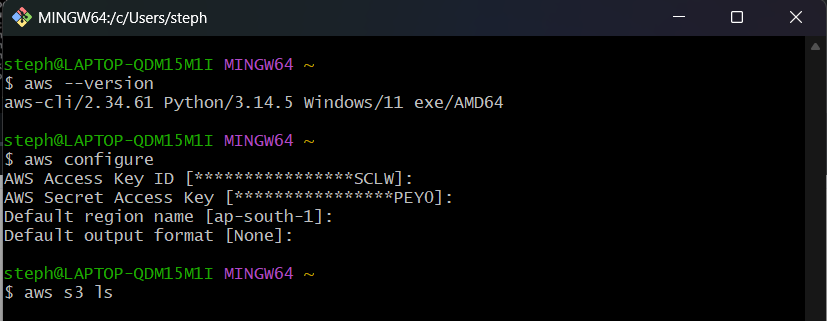 MINGW64:/c/Users/steph
steph@LAPTOP-QDM15M1I MINGW64 ~
$ aws --version
aws-cli/2.34.61 Python/3.14.5 Windows/11 exe/AMD64
steph@LAPTOP-QDM15M1I MINGW64 ~
$ aws configure
AWS Access Key ID [****************SCLW]:
AWS Secret Access Key [****************PEYO]:
Default region name [ap-south-1]:
Default output format [None]:
steph@LAPTOP-QDM15M1I MINGW64 ~
$ aws s3 ls